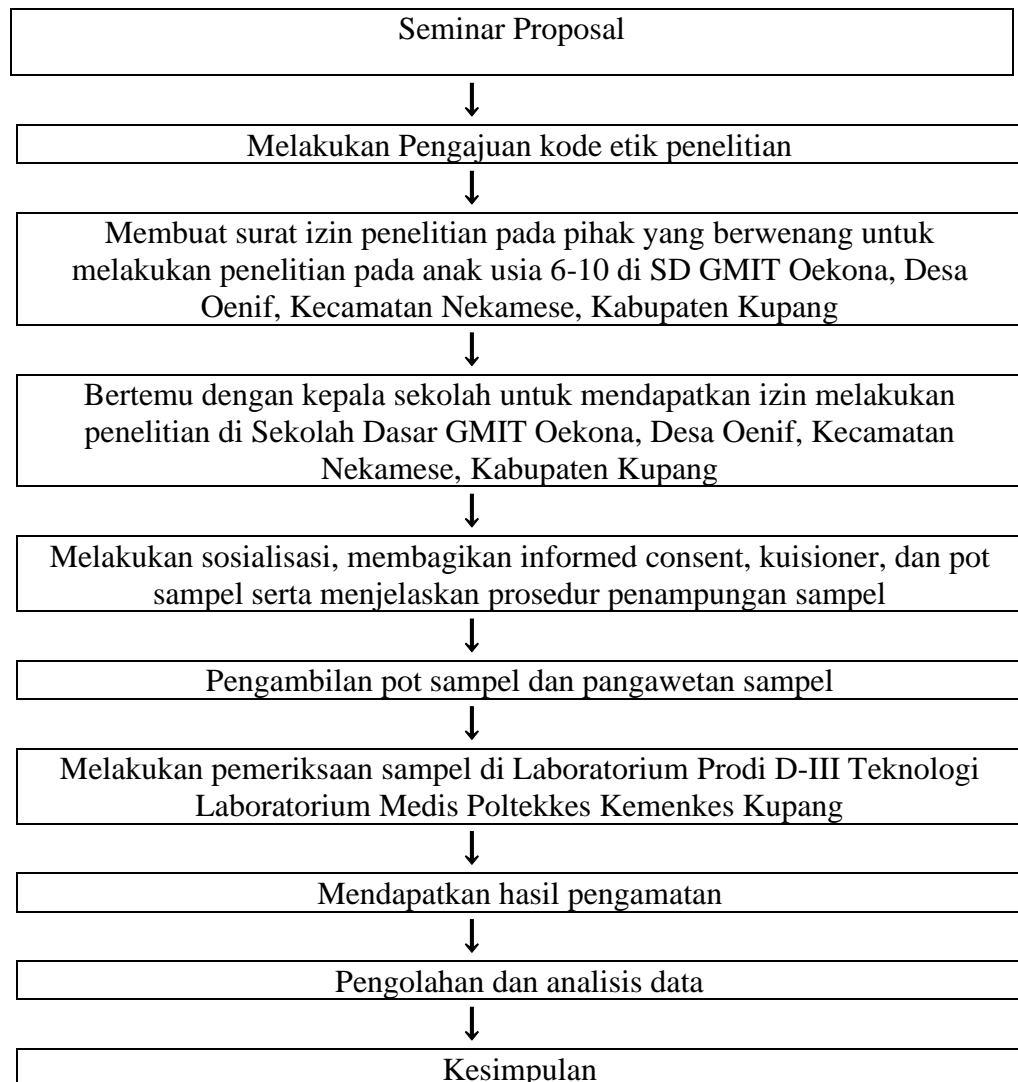 Seminar Proposal
Melakukan Pengajuan kode etik penelitian
Membuat surat izin penelitian pada pihak yang berwenang untuk
melakukan penelitian pada anak usia 6-10 di SD GMIT Oekona, Desa
Oenif, Kecamatan Nekamese, Kabupaten Kupang
Bertemu dengan kepala sekolah untuk mendapatkan izin melakukan
penelitian di Sekolah Dasar GMIT Oekona, Desa Oenif, Kecamatan
Nekamese, Kabupaten Kupang
Melakukan sosialisasi, membagikan informed consent, kuisioner, dan pot
sampel serta menjelaskan prosedur penampungan sampel
Pengambilan pot sampel dan pangawetan sampel
Melakukan pemeriksaan sampel di Laboratorium Prodi D-III Teknologi
Laboratorium Medis Poltekkes Kemenkes Kupang
Mendapatkan hasil pengamatan
Pengolahan dan analisis data
Kesimpulan